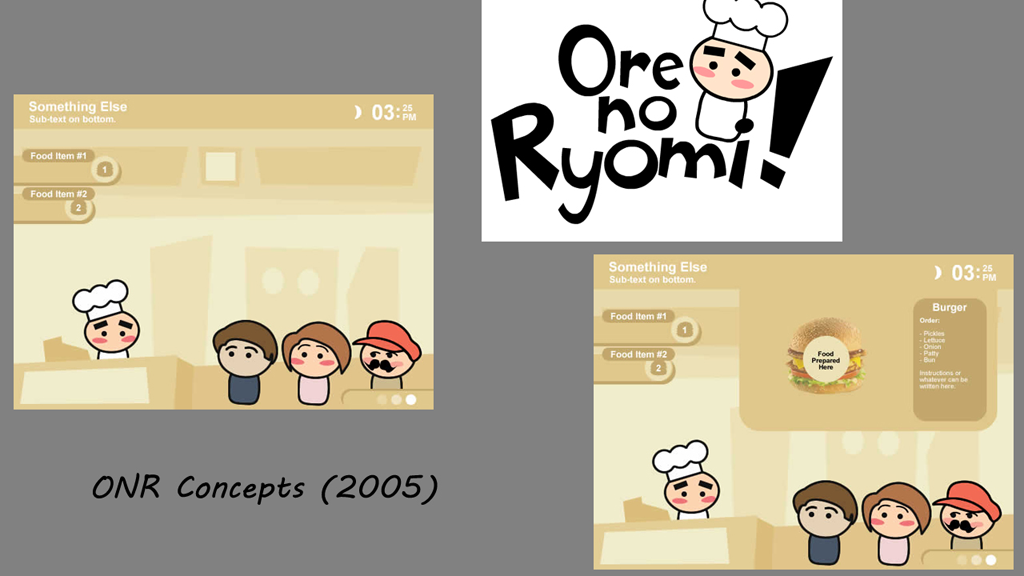 Something Else
Sub-text on bottom.
03:25 PM
Food Item #1
1
Food Item #2
2
Ore
no
Ryomi!
Something Else
Sub-text on bottom.
03:25 PM
Food Item #1
1
Food Item #2
2
Food
Prepared
Here
Burger
Order:
- Pickles
- Lettuce
- Onion
- Patty
- Bun
Instructions or
whatever can be
written here.
ONR Concepts (2005)